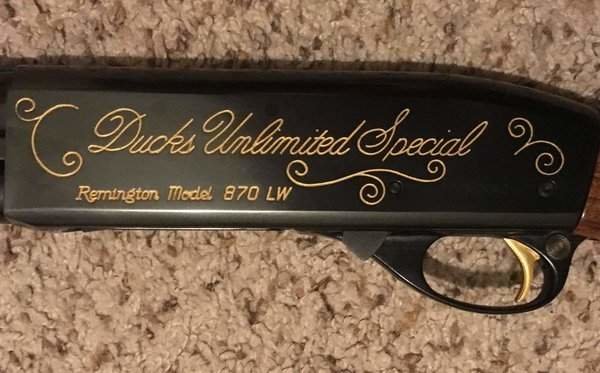 Ducks Unlimited Special
Remington Model 870 LW